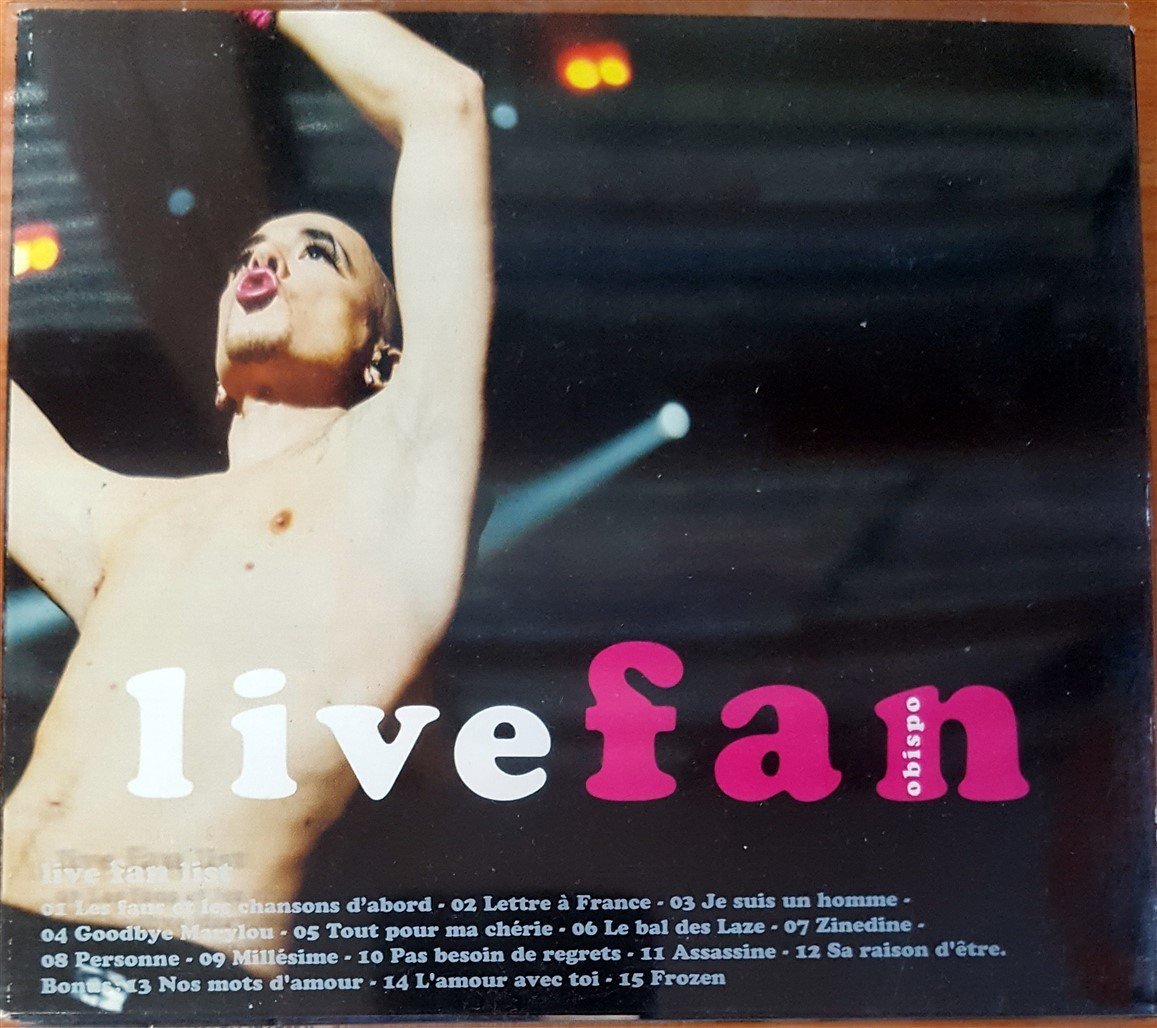 live fan
obispo
live fan list
01 Les fans et les chansons d'abord - 02 Lettre à France - 03 Je suis un homme -
04 Goodbye Marylou - 05 Tout pour ma chérie - 06 Le bal des Laze - 07 Zinedine -
08 Personne - 09 Millésime - 10 Pas besoin de regrets - 11 Assassine - 12 Sa raison d'être.
Bonus: 13 Nos mots d'amour - 14 L'amour avec toi - 15 Frozen